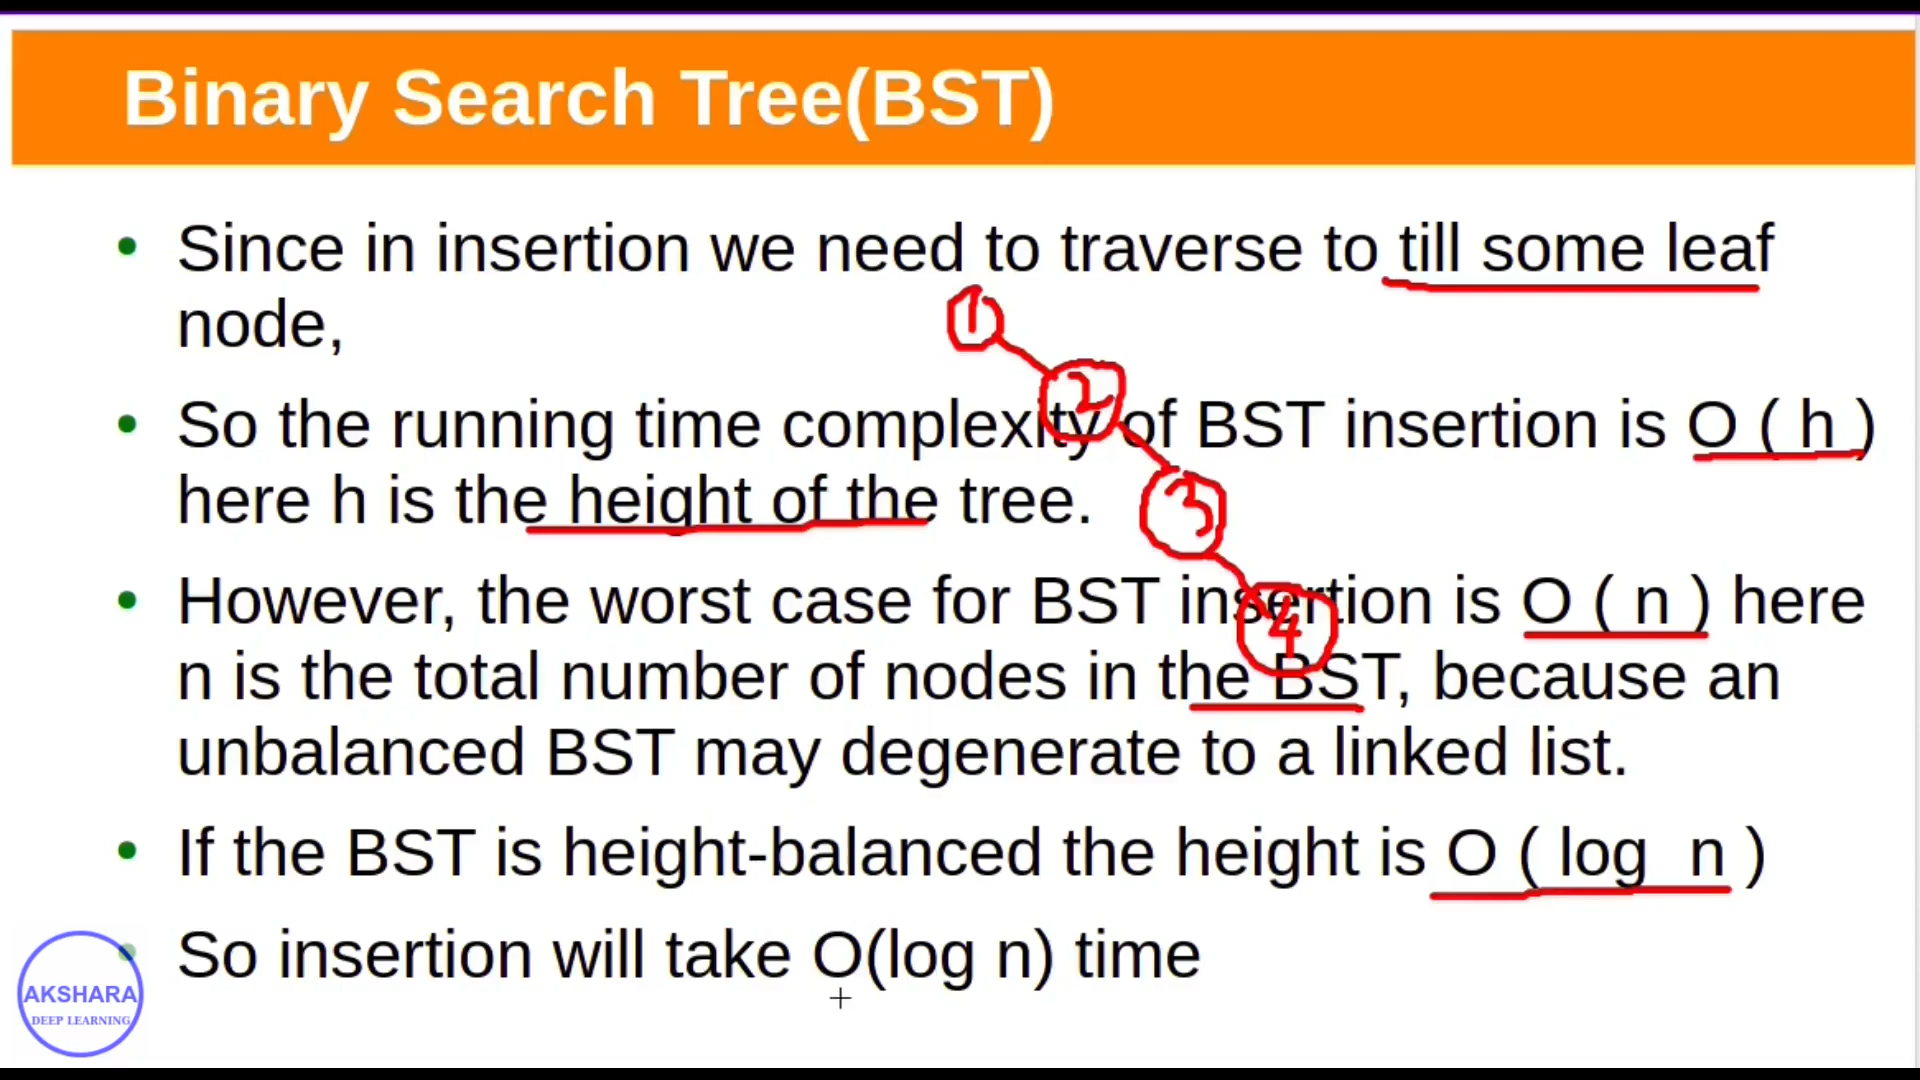 Binary Search Tree(BST)
• Since in insertion we need to traverse to till some leaf
node,
1
2
• So the running time complexity of BST insertion is O ( h )
here h is the height of the tree.
3
• However, the worst case for BST insertion is O ( n ) here
4
n is the total number of nodes in the BST, because an
unbalanced BST may degenerate to a linked list.
• If the BST is height-balanced the height is O ( log n )
• So insertion will take O(log n) time
AKSHARA
DEEP LEARNING